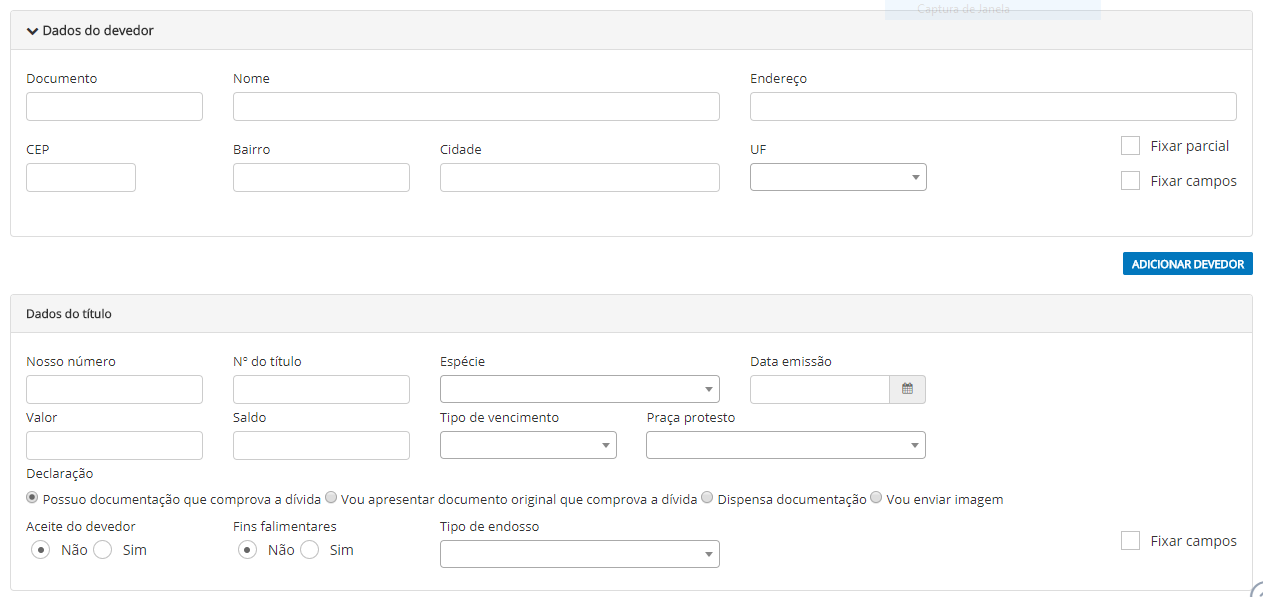 Captura de Janela
Dados do devedor
Documento Nome Endereço
CEP Bairro Cidade UF Fixar parcial
Fixar campos
ADICIONAR DEVEDOR
Dados do título
Nosso número Nº do título Espécie Data emissão
Valor Saldo Tipo de vencimento Praça protesto
Declaração
Possuo documentação que comprova a dívida Vou apresentar documento original que comprova a dívida Dispensa documentação Vou enviar imagem
Aceite do devedor Fins falimentares Tipo de endosso
Não Sim Não Sim Fixar campos